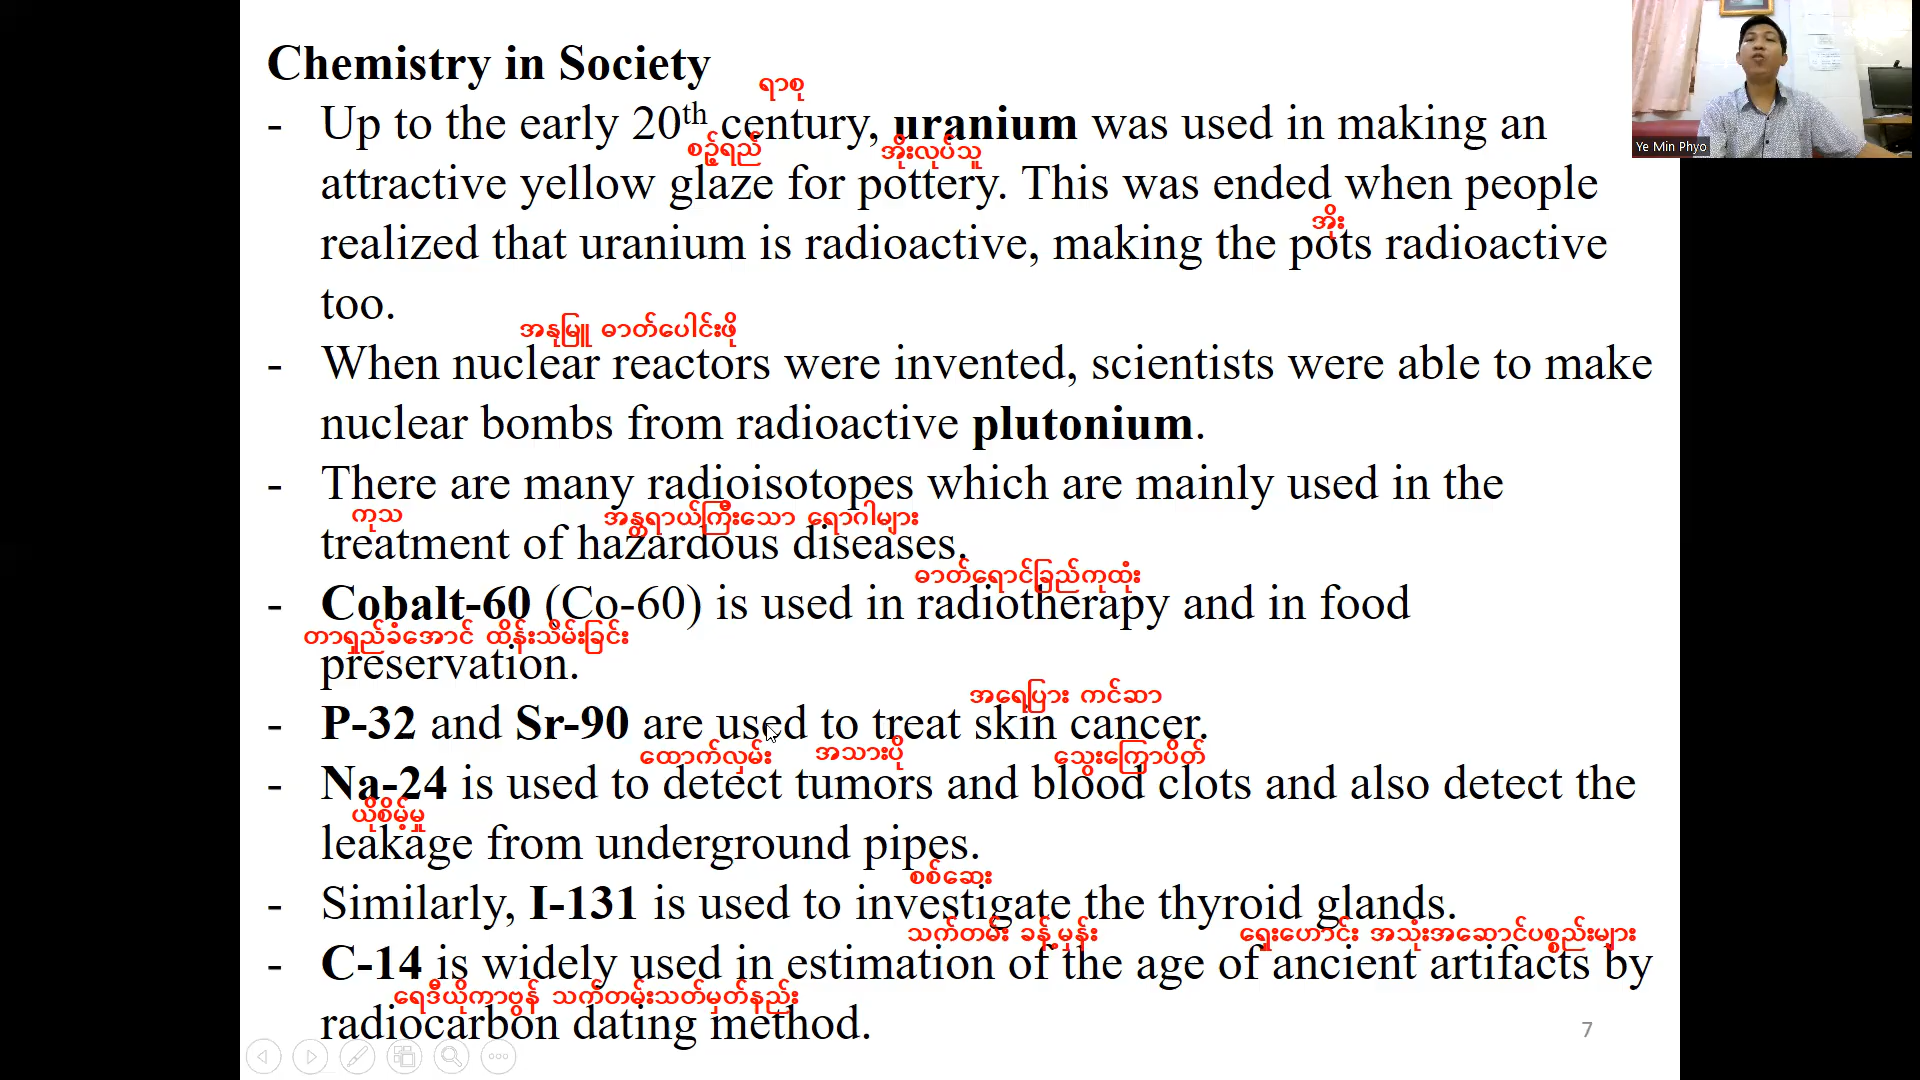 Chemistry in Society
ရာစု
- Up to the early 20th century, uranium was used in making an
စဥ့်ရည် အိုးလုပ်သူ
attractive yellow glaze for pottery. This was ended when people
အိုး
realized that uranium is radioactive, making the pots radioactive
too.
အနုမြူ ဓာတ်ပေါင်းဖို
- When nuclear reactors were invented, scientists were able to make
nuclear bombs from radioactive plutonium.
- There are many radioisotopes which are mainly used in the
ကုသ အန္တရာယ်ကြီးသော ရောဂါများ
treatment of hazardous diseases.
ဓာတ်ရောင်ခြည်ကုထုံး
- Cobalt-60 (Co-60) is used in radiotherapy and in food
တာရှည်ခံအောင် ထိန်းသိမ်းခြင်း
preservation.
အရေပြား ကင်ဆာ
- P-32 and Sr-90 are used to treat skin cancer.
ထောက်လှမ်း အသားပို သွေးကြောပိတ်
- Na-24 is used to detect tumors and blood clots and also detect the
ယိုစိမ့်မှု
leakage from underground pipes.
စစ်ဆေး
- Similarly, I-131 is used to investigate the thyroid glands.
သက်တမ်း ခန့်မှန်း ရှေးဟောင်း အသုံးအဆောင်ပစ္စည်းများ
- C-14 is widely used in estimation of the age of ancient artifacts by
ရေဒီယိုကာဗွန် သက်တမ်းသတ်မှတ်နည်း
radiocarbon dating method.
7
Ye Min Phyo